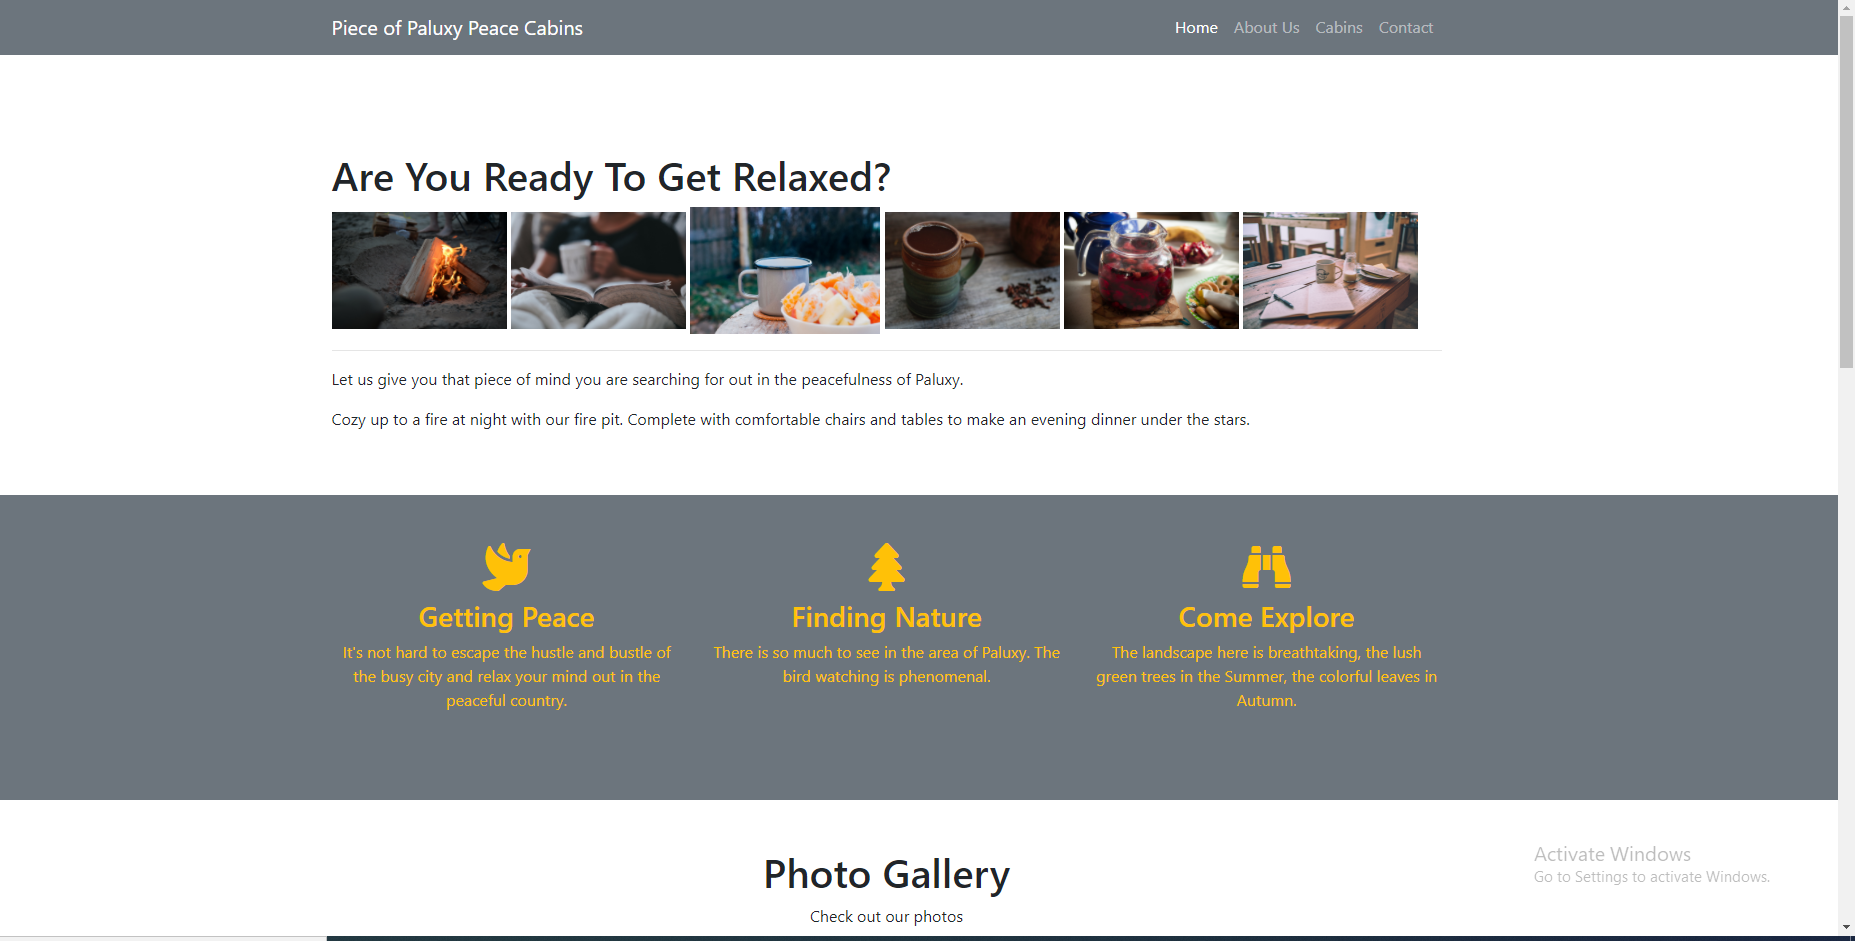 Piece of Paluxy Peace Cabins
Home About Us Cabins Contact
Are You Ready To Get Relaxed?
Let us give you that piece of mind you are searching for out in the peacefulness of Paluxy.
Cozy up to a fire at night with our fire pit. Complete with comfortable chairs and tables to make an evening dinner under the stars.
Getting Peace
It's not hard to escape the hustle and bustle of
the busy city and relax your mind out in the
peaceful country.
Finding Nature
There is so much to see in the area of Paluxy. The
bird watching is phenomenal.
Come Explore
The landscape here is breathtaking, the lush
green trees in the Summer, the colorful leaves in
Autumn.
Photo Gallery
Check out our photos
Activate Windows
Go to Settings to activate Windows.